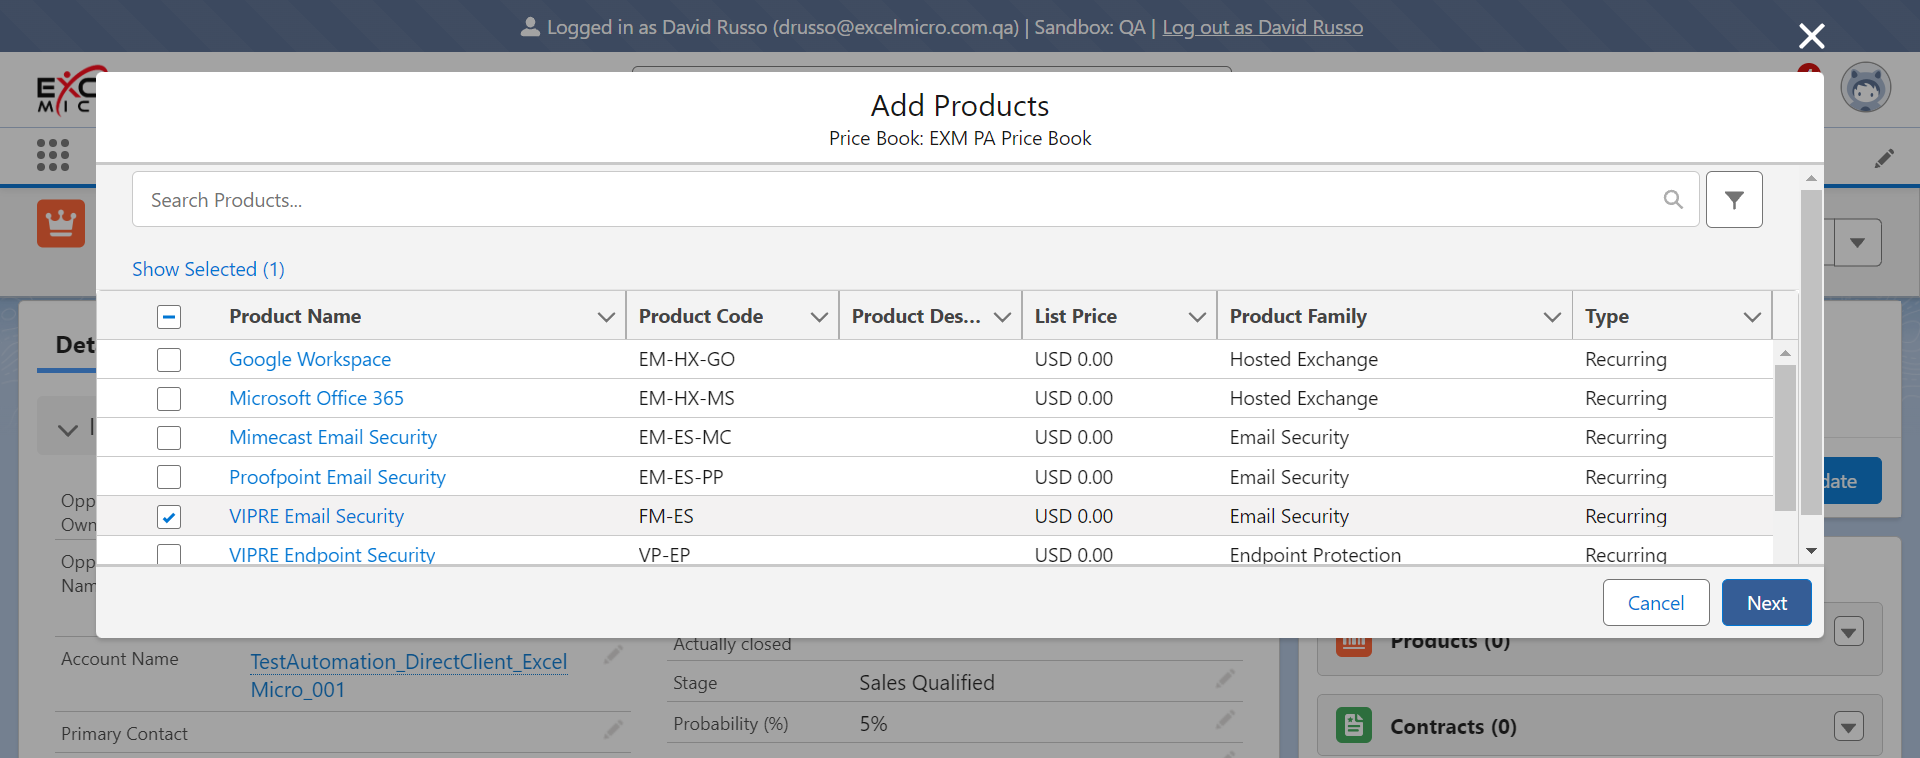 Logged in as David Russo (drusso@excelmicro.com.qa) | Sandbox: QA | Log out as David Russo
Add Products
Price Book: EXM PA Price Book
Search Products...
Show Selected (1)
Product Name Product Code Product Des... List Price Product Family Type
Google Workspace EM-HX-GO USD 0.00 Hosted Exchange Recurring
Microsoft Office 365 EM-HX-MS USD 0.00 Hosted Exchange Recurring
Mimecast Email Security EM-ES-MC USD 0.00 Email Security Recurring
Proofpoint Email Security EM-ES-PP USD 0.00 Email Security Recurring
VIPRE Email Security FM-ES USD 0.00 Email Security Recurring
VIPRE Endpoint Security VP-EP USD 0.00 Endpoint Protection Recurring
Cancel Next
Det
Opp
Own
Opp
Nam
date
Account Name TestAutomation_DirectClient_Excel
Micro_001
Primary Contact
Actually closed
Stage Sales Qualified
Probability (%) 5%
Products (0)
Contracts (0)